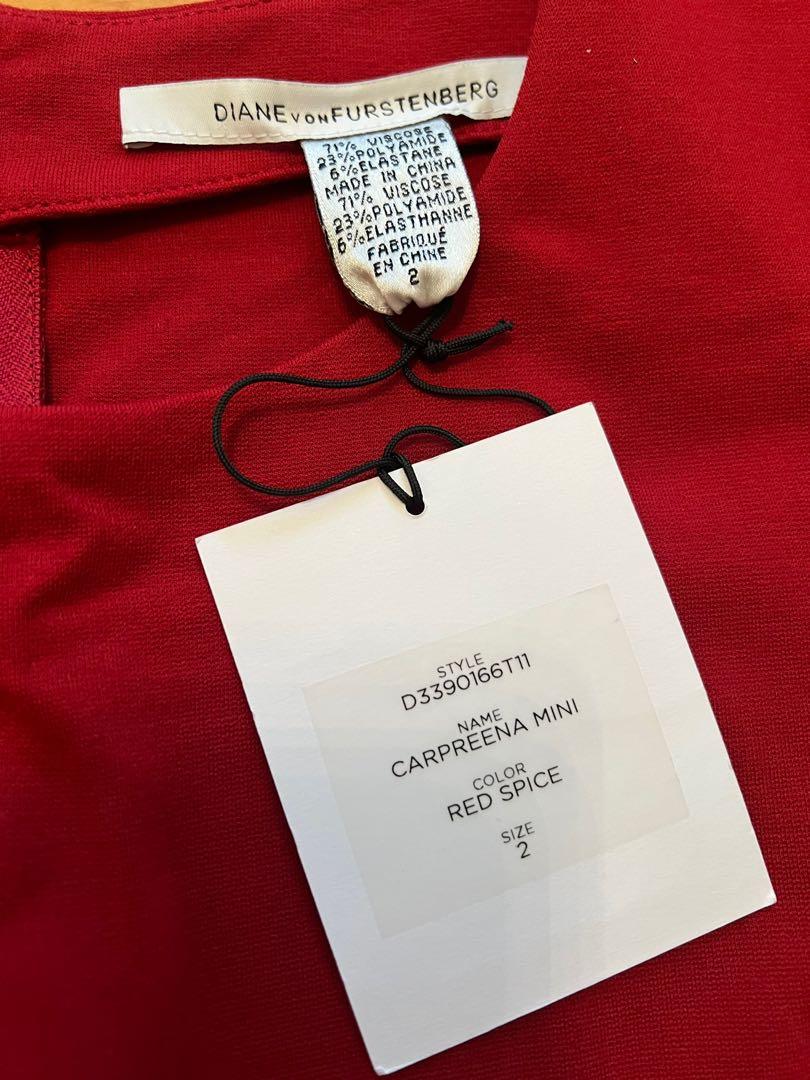 DIANE VON FURSTENBERG
71% VISCOSE
23%POLYAMIDE
6%ELASTANE
MADE IN CHINA
71% VISCOSE
23%POLYAMIDE
6%ELASTHANNE
FABRIQUÉ
EN CHINE
2
STYLE
D3390166T11
NAME
CARPREENA MINI
COLOR
RED SPICE
SIZE
2